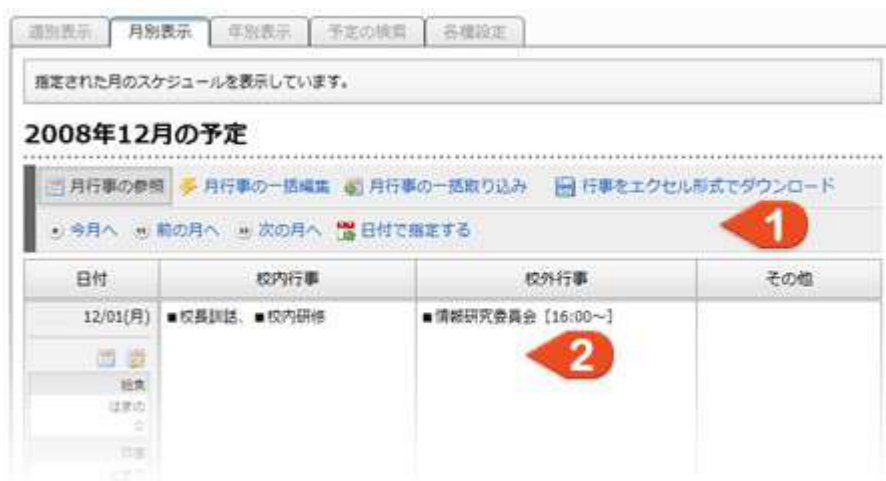 週別表示 月別表示 年別表示 予定の検索 各種設定
指定された月のスケジュールを表示しています。
2008年12月の予定
月行事の参照 月行事の一括編集 月行事の一括取り込み 行事をエクセル形式でダウンロード
今月へ 前の月へ 次の月へ 日付で指定する
1
日付 校内行事 校外行事 その他
12/01(月) ■校長訓話、■校内研修 ■情報研究委員会 [16:00～]
2